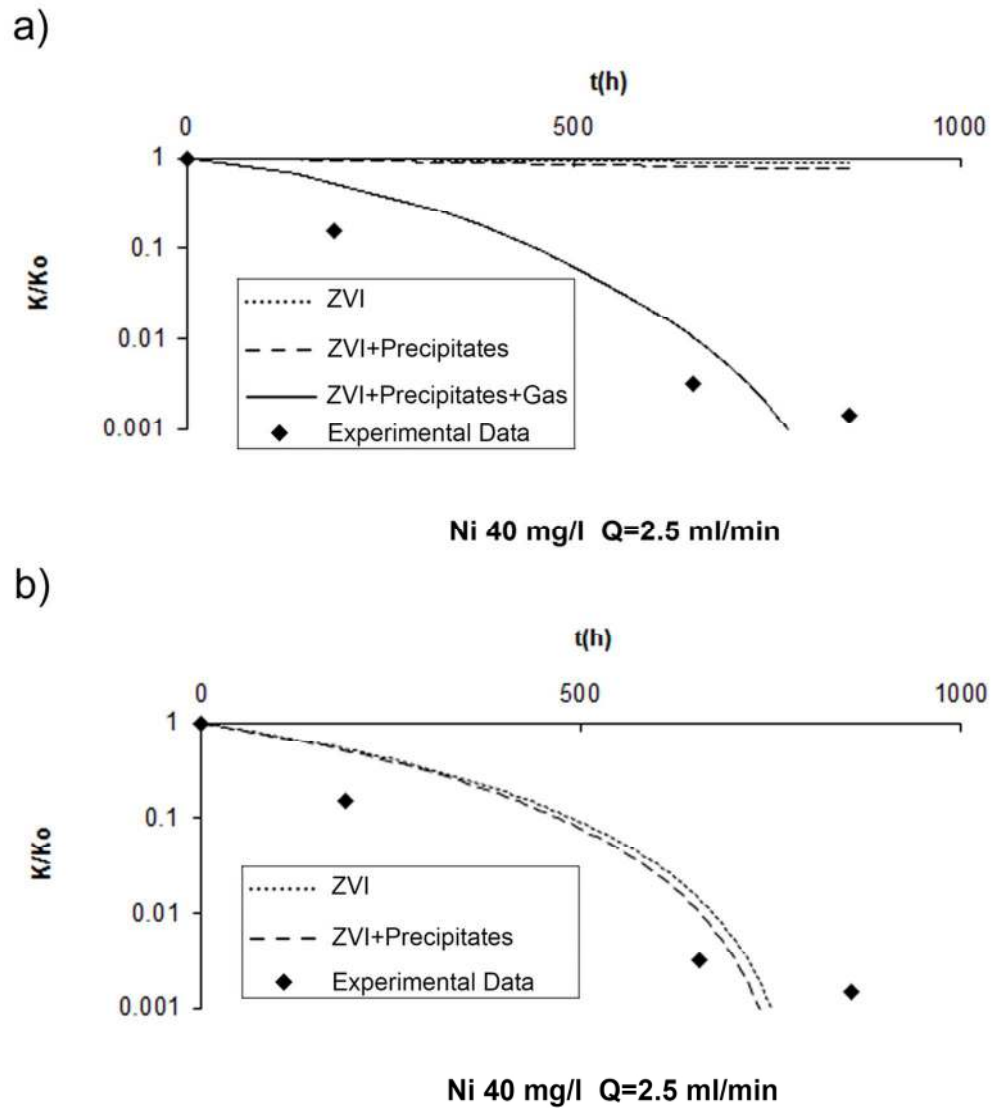 a)
t(h)
0 500 1000
1
0.1
0.01
0.001
K/Ko
ZVI
ZVI+Precipitates
ZVI+Precipitates+Gas
Experimental Data
Ni 40 mg/l Q=2.5 ml/min
b)
t(h)
0 500 1000
1
0.1
0.01
0.001
K/Ko
ZVI
ZVI+Precipitates
Experimental Data
Ni 40 mg/l Q=2.5 ml/min